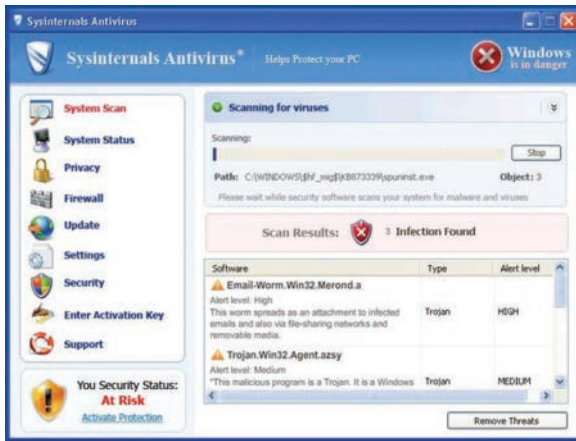 Sysinternals Antivirus
Sysinternals Antivirus®
Helps Protect your PC
Windows
is in danger
System Scan
System Status
Privacy
Firewall
Update
Settings
Security
Enter Activation Key
Support
You Security Status:
At Risk
Activate Protection
Scanning for viruses
Scanning:
Stop
Path: C:\WINDOWS\$hf_mig$\KB873339\spuninst.exe
Object: 3
Please wait while security software scans your system for malware and viruses
Scan Results:
3 Infection Found
Software Type Alert level
Email-Worm.Win32.Merond.a
Alert level: High
This worm spreads as an attachment to infected
emails and also via file-sharing networks and
removable media.
Trojan
HIGH
Trojan.Win32.Agent.azsy
Alert level: Medium
"This malicious program is a Trojan. It is a Windows
Trojan
MEDIUM
Remove Threats